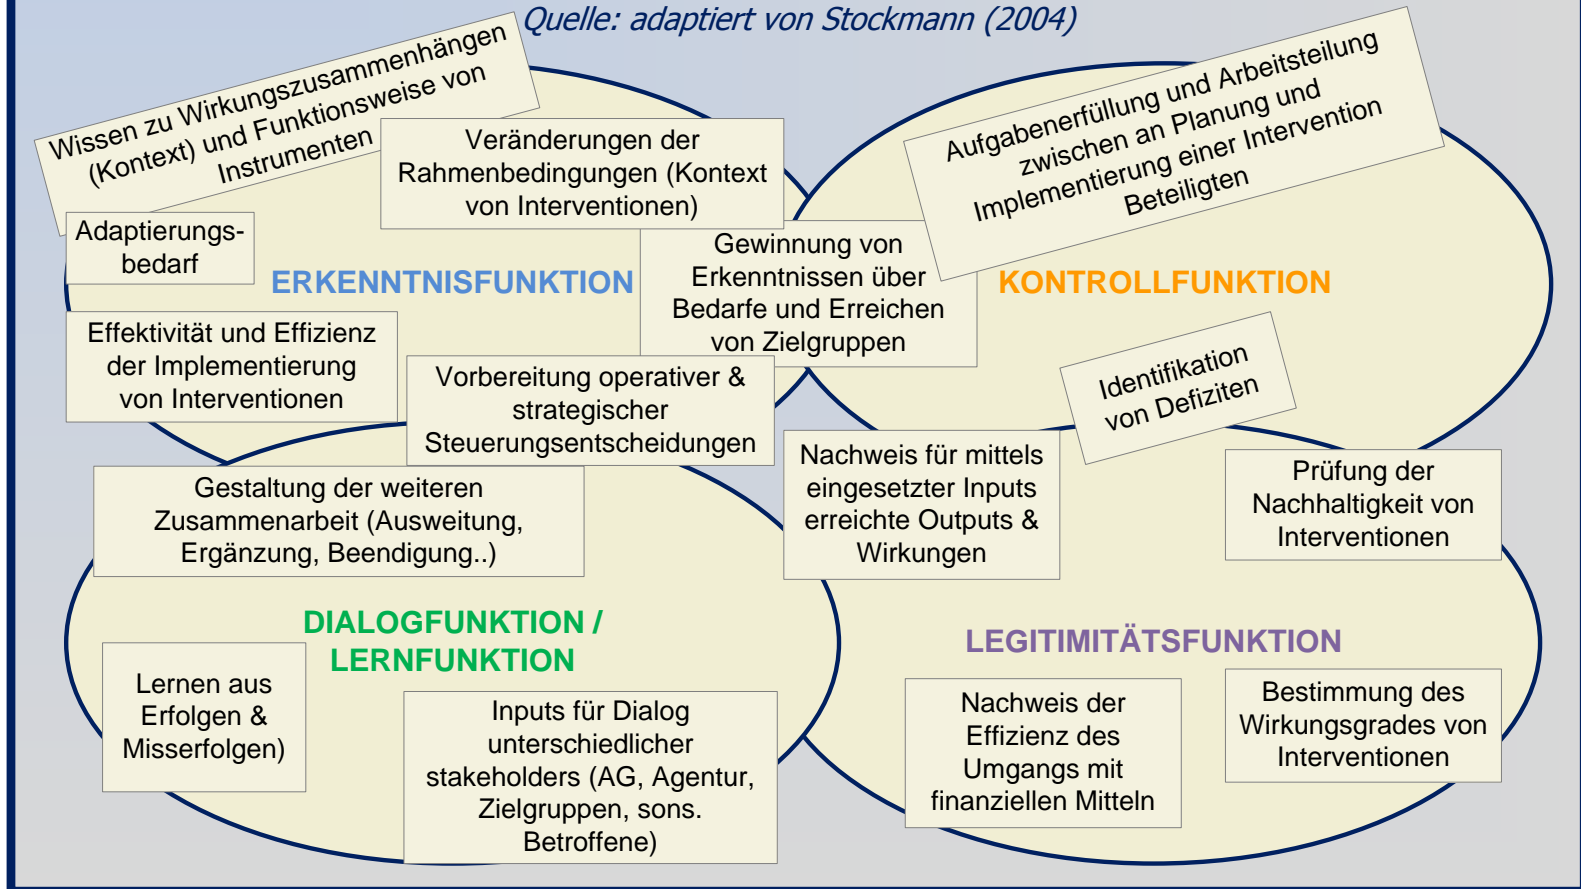 Quelle: adaptiert von Stockmann (2004)
Wissen zu Wirkungszusammenhängen
(Kontext) und Funktionsweise von
Instrumenten
Veränderungen der
Rahmenbedingungen (Kontext
von Interventionen)
Aufgabenerfüllung und Arbeitsteilung
zwischen an Planung und
Implementierung einer Intervention
Beteiligten
Adaptierungs-
bedarf
ERKENNTNISFUNKTION
Gewinnung von
Erkenntnissen über
Bedarfe und Erreichen
von Zielgruppen
KONTROLLFUNKTION
Effektivität und Effizienz
der Implementierung
von Interventionen
Vorbereitung operativer &
strategischer
Steuerungsentscheidungen
Identifikation
von Defiziten
Gestaltung der weiteren
Zusammenarbeit (Ausweitung,
Ergänzung, Beendigung..)
Nachweis für mittels
eingesetzter Inputs
erreichte Outputs &
Wirkungen
Prüfung der
Nachhaltigkeit von
Interventionen
DIALOGFUNKTION /
LERNFUNKTION
LEGITIMITÄTSFUNKTION
Lernen aus
Erfolgen &
Misserfolgen)
Inputs für Dialog
unterschiedlicher
stakeholders (AG, Agentur,
Zielgruppen, sons.
Betroffene)
Nachweis der
Effizienz des
Umgangs mit
finanziellen Mitteln
Bestimmung des
Wirkungsgrades von
Interventionen